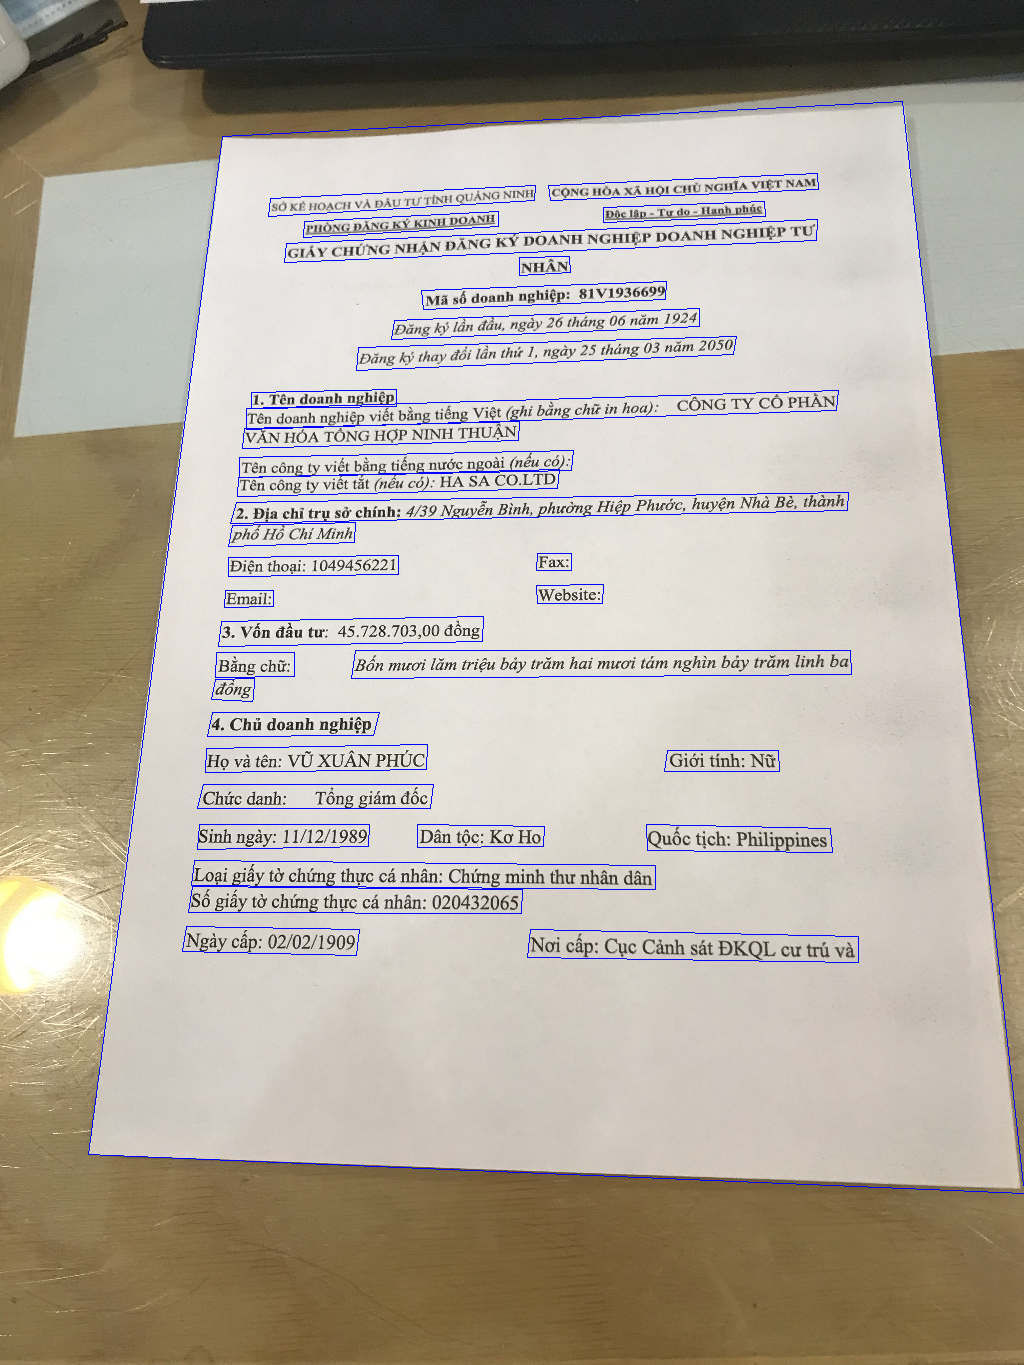 SỞ KẾ HOẠCH VÀ ĐẦU TƯ TỈNH QUẢNG NINH
CỘNG HÒA XÃ HỘI CHỦ NGHĨA VIỆT NAM
PHÒNG ĐĂNG KÝ KINH DOANH
Độc lập - Tự do - Hạnh phúc
GIẤY CHỨNG NHẬN ĐĂNG KÝ DOANH NGHIỆP DOANH NGHIỆP TƯ
NHÂN
Mã số doanh nghiệp: 81V1936699
Đăng ký lần đầu, ngày 26 tháng 06 năm 1924
Đăng ký thay đổi lần thứ 1, ngày 25 tháng 03 năm 2050
1. Tên doanh nghiệp
Tên doanh nghiệp viết bằng tiếng Việt (ghi bằng chữ in hoa): CÔNG TY CỔ PHẦN
VĂN HÓA TỔNG HỢP NINH THUẬN
Tên công ty viết bằng tiếng nước ngoài (nếu có):
Tên công ty viết tắt (nếu có): HA SA CO.LTD
2. Địa chỉ trụ sở chính: 4/39 Nguyễn Bình, phường Hiệp Phước, huyện Nhà Bè, thành
phố Hồ Chí Minh
Điện thoại: 1049456221 Fax:
Email: Website:
3. Vốn đầu tư: 45.728.703,00 đồng
Bằng chữ: Bốn mươi lăm triệu bảy trăm hai mươi tám nghìn bảy trăm linh ba
đồng
4. Chủ doanh nghiệp
Họ và tên: VŨ XUÂN PHÚC Giới tính: Nữ
Chức danh: Tổng giám đốc
Sinh ngày: 11/12/1989 Dân tộc: Kơ Ho Quốc tịch: Philippines
Loại giấy tờ chứng thực cá nhân: Chứng minh thư nhân dân
Số giấy tờ chứng thực cá nhân: 020432065
Ngày cấp: 02/02/1909 Nơi cấp: Cục Cảnh sát ĐKQL cư trú và